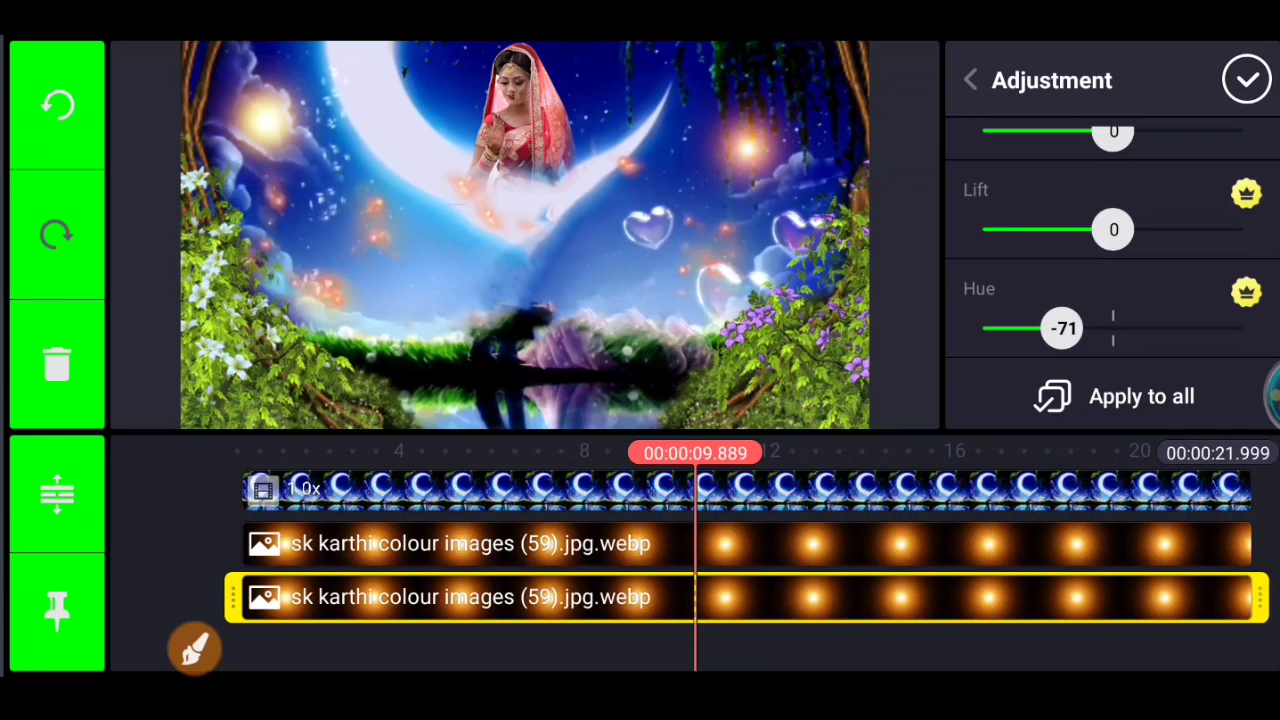 Adjustment
0
Lift
0
Hue
-71
Apply to all
4
8
00:00:09.889
12
16
20
00:00:21.999
1.0x
sk karthi colour images (59).jpg.webp
sk karthi colour images (59).jpg.webp